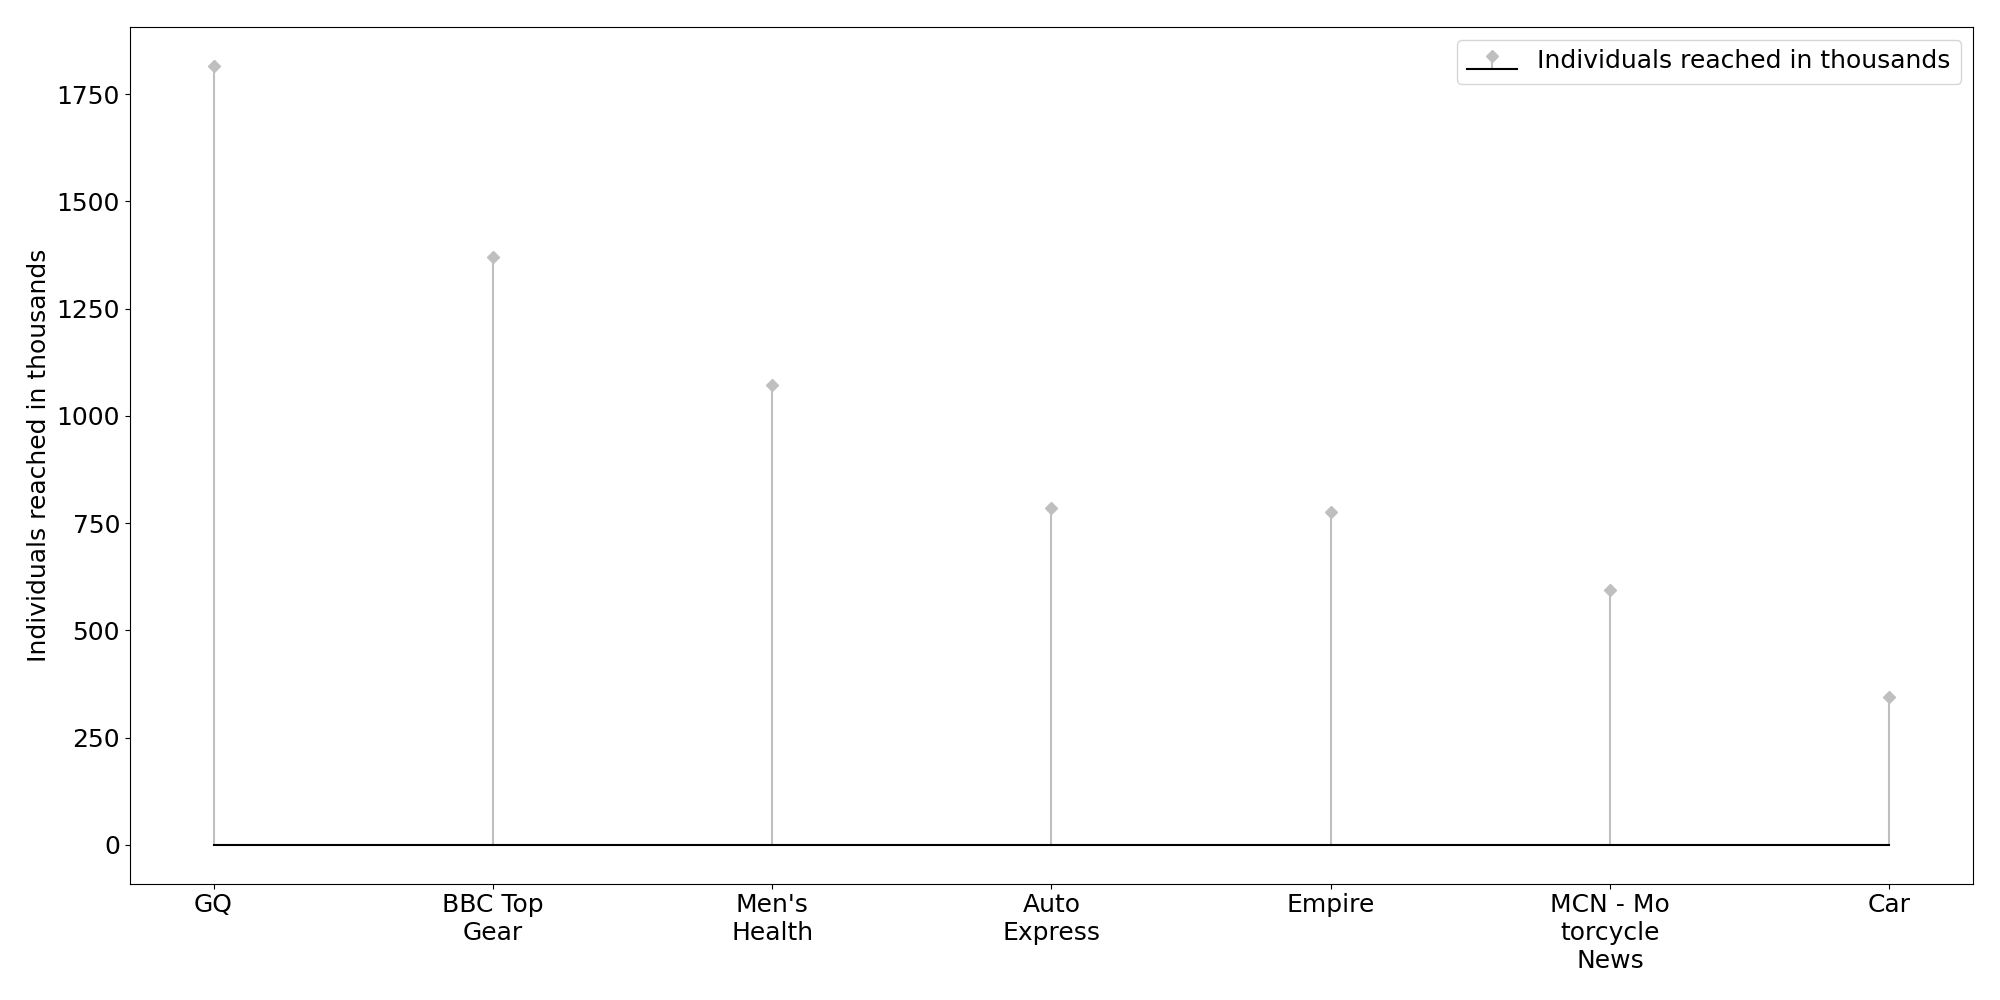 Individuals reached in thousands
Individuals reached in thousands
1750
1500
1250
1000
750
500
250
0
GQ
BBC Top
Gear
Men's
Health
Auto
Express
Empire
MCN - Mo
torcycle
News
Car